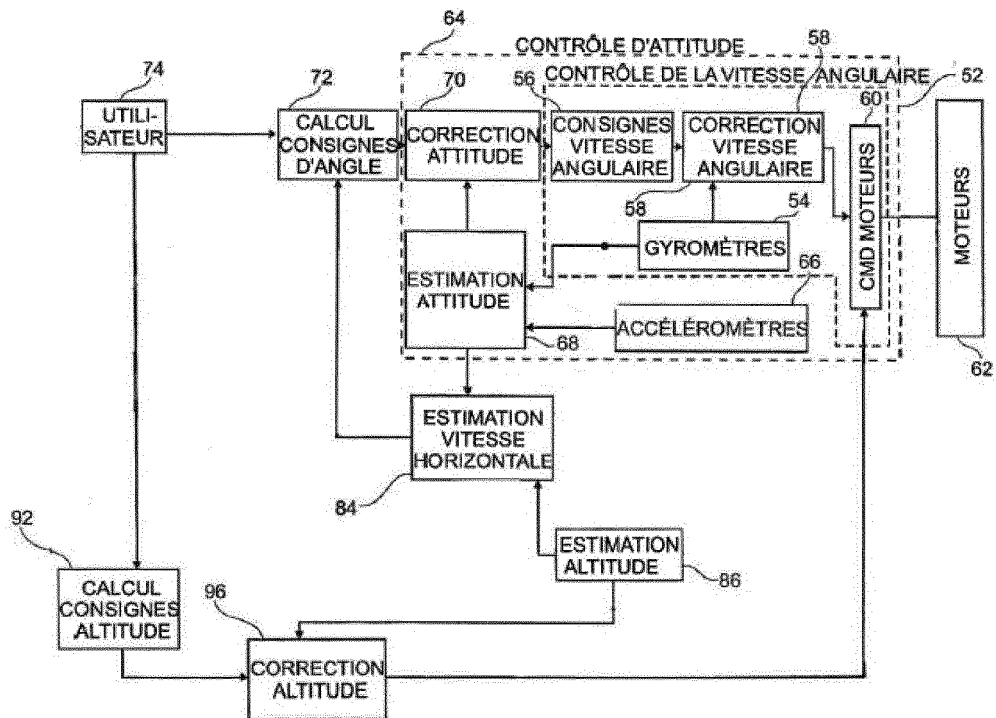 64
CONTRÔLE D'ATTITUDE
58
CONTRÔLE DE LA VITESSE ANGULAIRE
52
74
72
70
56
60
UTILI-
SATEUR
CALCUL
CONSIGNES
D'ANGLE
CORRECTION
ATTITUDE
CONSIGNES
VITESSE
ANGULAIRE
CORRECTION
VITESSE
ANGULAIRE
CMD MOTEURS
MOTEURS
58
54
GYROMÈTRES
ESTIMATION
ATTITUDE
66
ACCÉLÉROMÈTRES
68
62
ESTIMATION
VITESSE
HORIZONTALE
84
92
ESTIMATION
ALTITUDE
86
CALCUL
CONSIGNES
ALTITUDE
96
CORRECTION
ALTITUDE